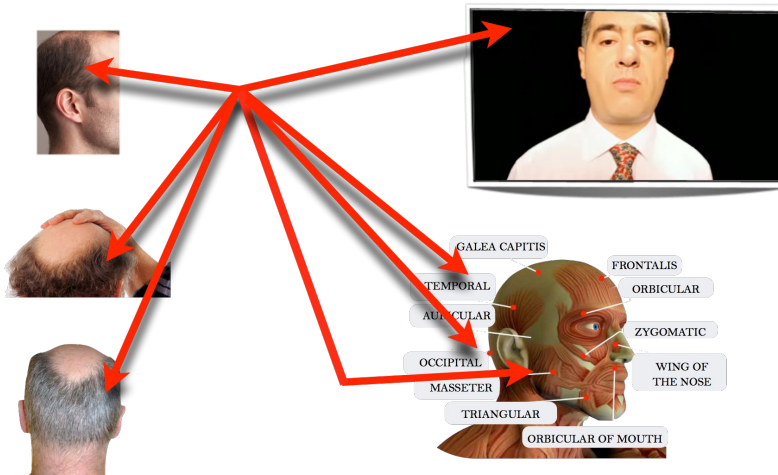 GALEA CAPITIS
FRONTALIS
TEMPORAL
ORBICULAR
AURICULAR
ZYGOMATIC
OCCIPITAL
WING OF
THE NOSE
MASSETER
TRIANGULAR
ORBICULAR OF MOUTH